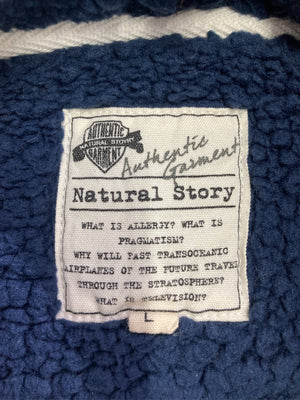 AUTHENTIC
NATURAL STORY
GARMENT
Authentic
Garment
Natural Story
WHAT IS ALLERGY? WHAT IS
PRAGMATISM?
WHY WILL FAST TRANSOCEANIC
AIRPLANES OF THE FUTURE TRAVEL
THROUGH THE STRATOSPHERE?
WHAT IS TELEVISION?
L